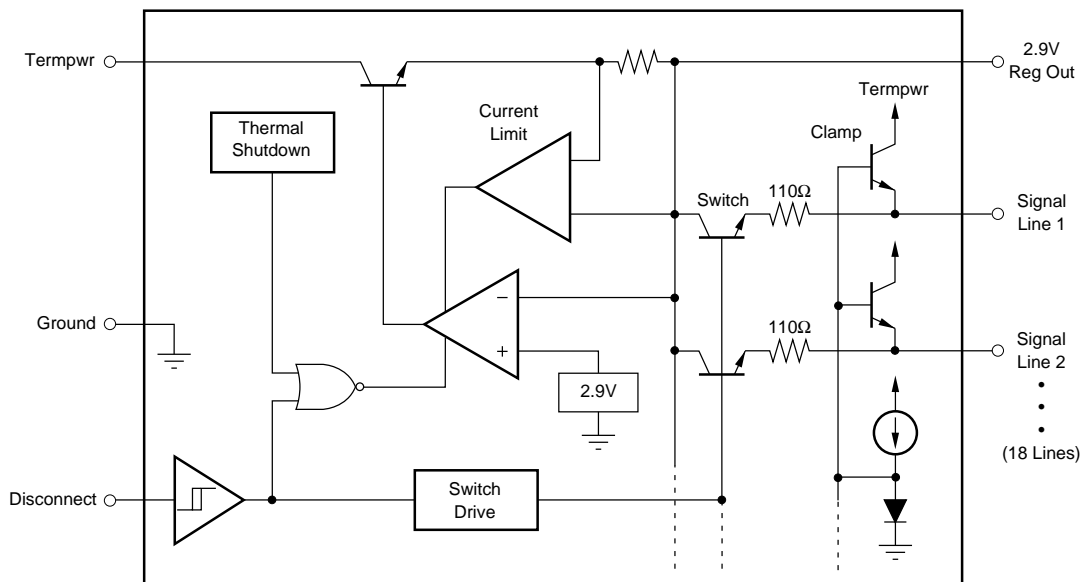 Termpwr
2.9V
Reg Out
Termpwr
Thermal
Shutdown
Current
Limit
Clamp
Switch
110Ω
Signal
Line 1
−
Ground
110Ω
Signal
Line 2
+
2.9V
(18 Lines)
Disconnect
Switch
Drive